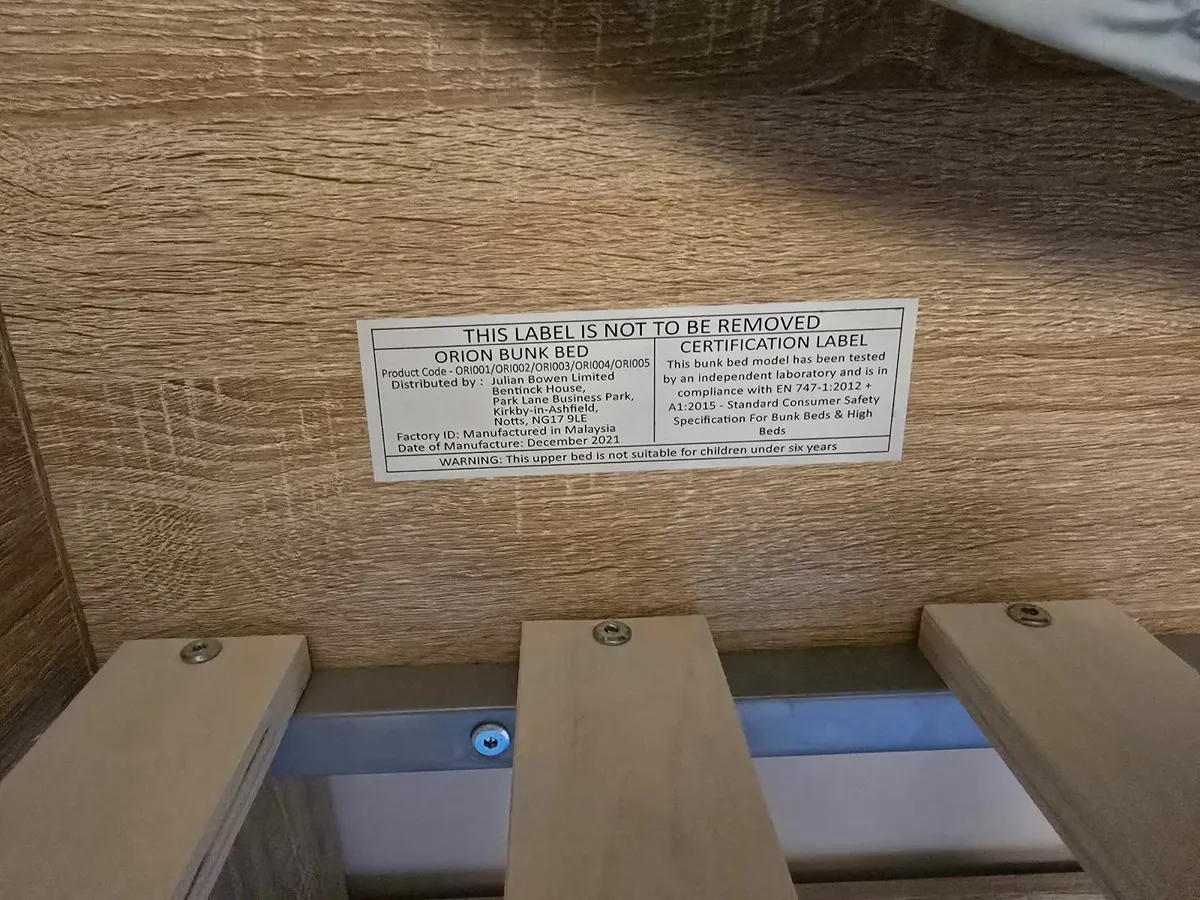 THIS LABEL IS NOT TO BE REMOVED
ORION BUNK BED
Product Code - ORI001/ORI002/ORI003/ORI004/ORI005
Distributed by : Julian Bowen Limited
Bentinck House,
Park Lane Business Park,
Kirkby-in-Ashfield,
Notts, NG17 9LE
Factory ID: Manufactured in Malaysia
Date of Manufacture: December 2021
CERTIFICATION LABEL
This bunk bed model has been tested
by an independent laboratory and is in
compliance with EN 747-1:2012 +
A1:2015 - Standard Consumer Safety
Specification For Bunk Beds & High
Beds
WARNING: This upper bed is not suitable for children under six years